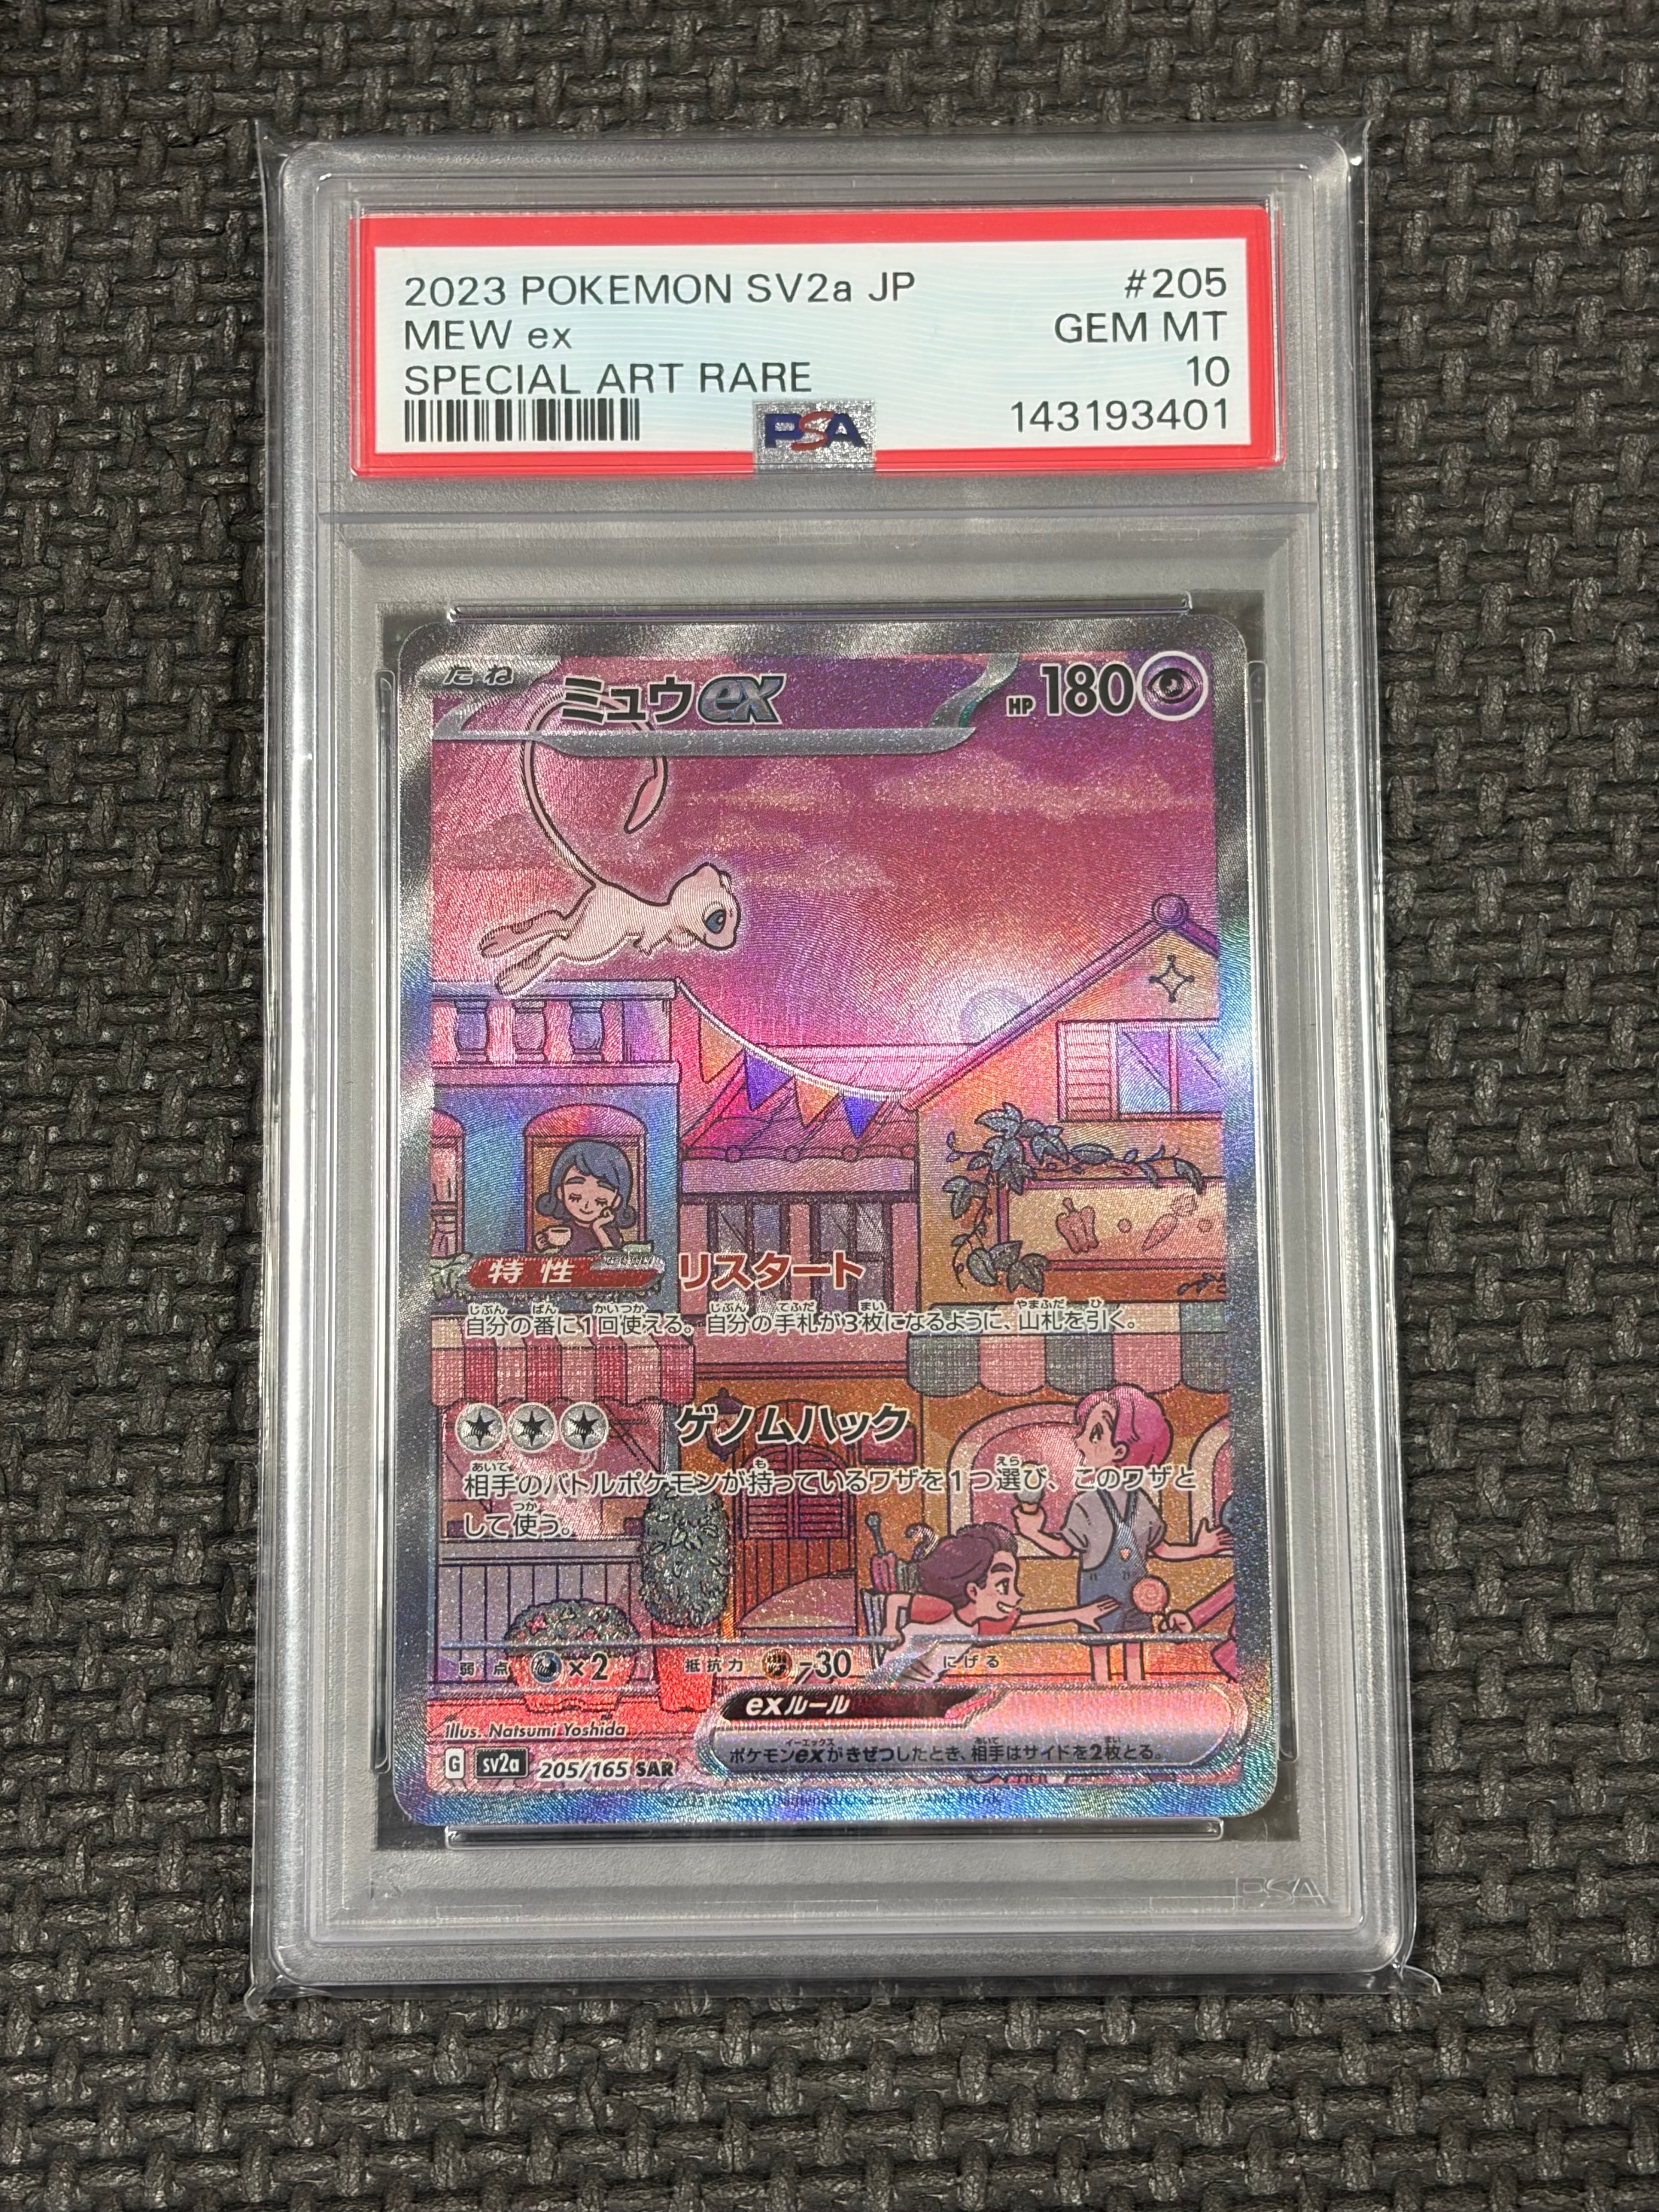 2023 POKEMON SV2a JP #205
MEW ex GEM MT
SPECIAL ART RARE 10
PSA 143193401
たね ミュウex HP 180
特性 リスタート
自分の番に1回使える。自分の手札が3枚になるように、山札を引く。
ゲノムハック
相手のバトルポケモンが持っているワザを1つ選び、このワザと
して使う。
弱点 ×2 抵抗力 -30 にげる
exルール
ポケモンexがきぜつしたとき、相手はサイドを2枚とる。
Illus. Natsumi Yoshida
G sv2a 205/165 SAR
©2023 Pokémon/Nintendo/Creatures/GAME FREAK
PSA